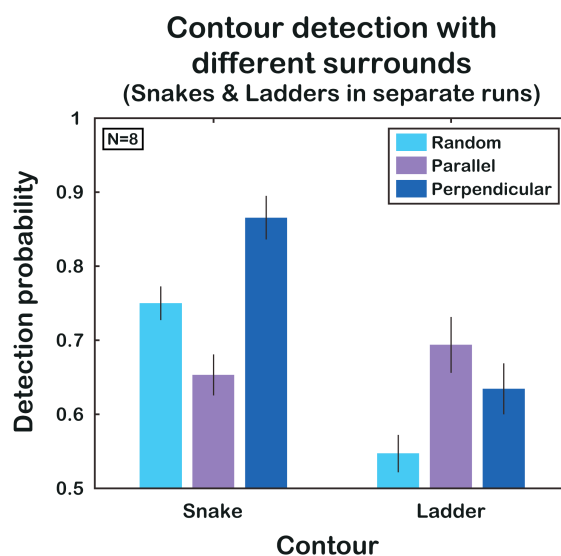 Contour detection with
different surrounds
(Snakes & Ladders in separate runs)
N=8
Random
Parallel
Perpendicular
Detection probability
1
0.9
0.8
0.7
0.6
0.5
Snake
Ladder
Contour